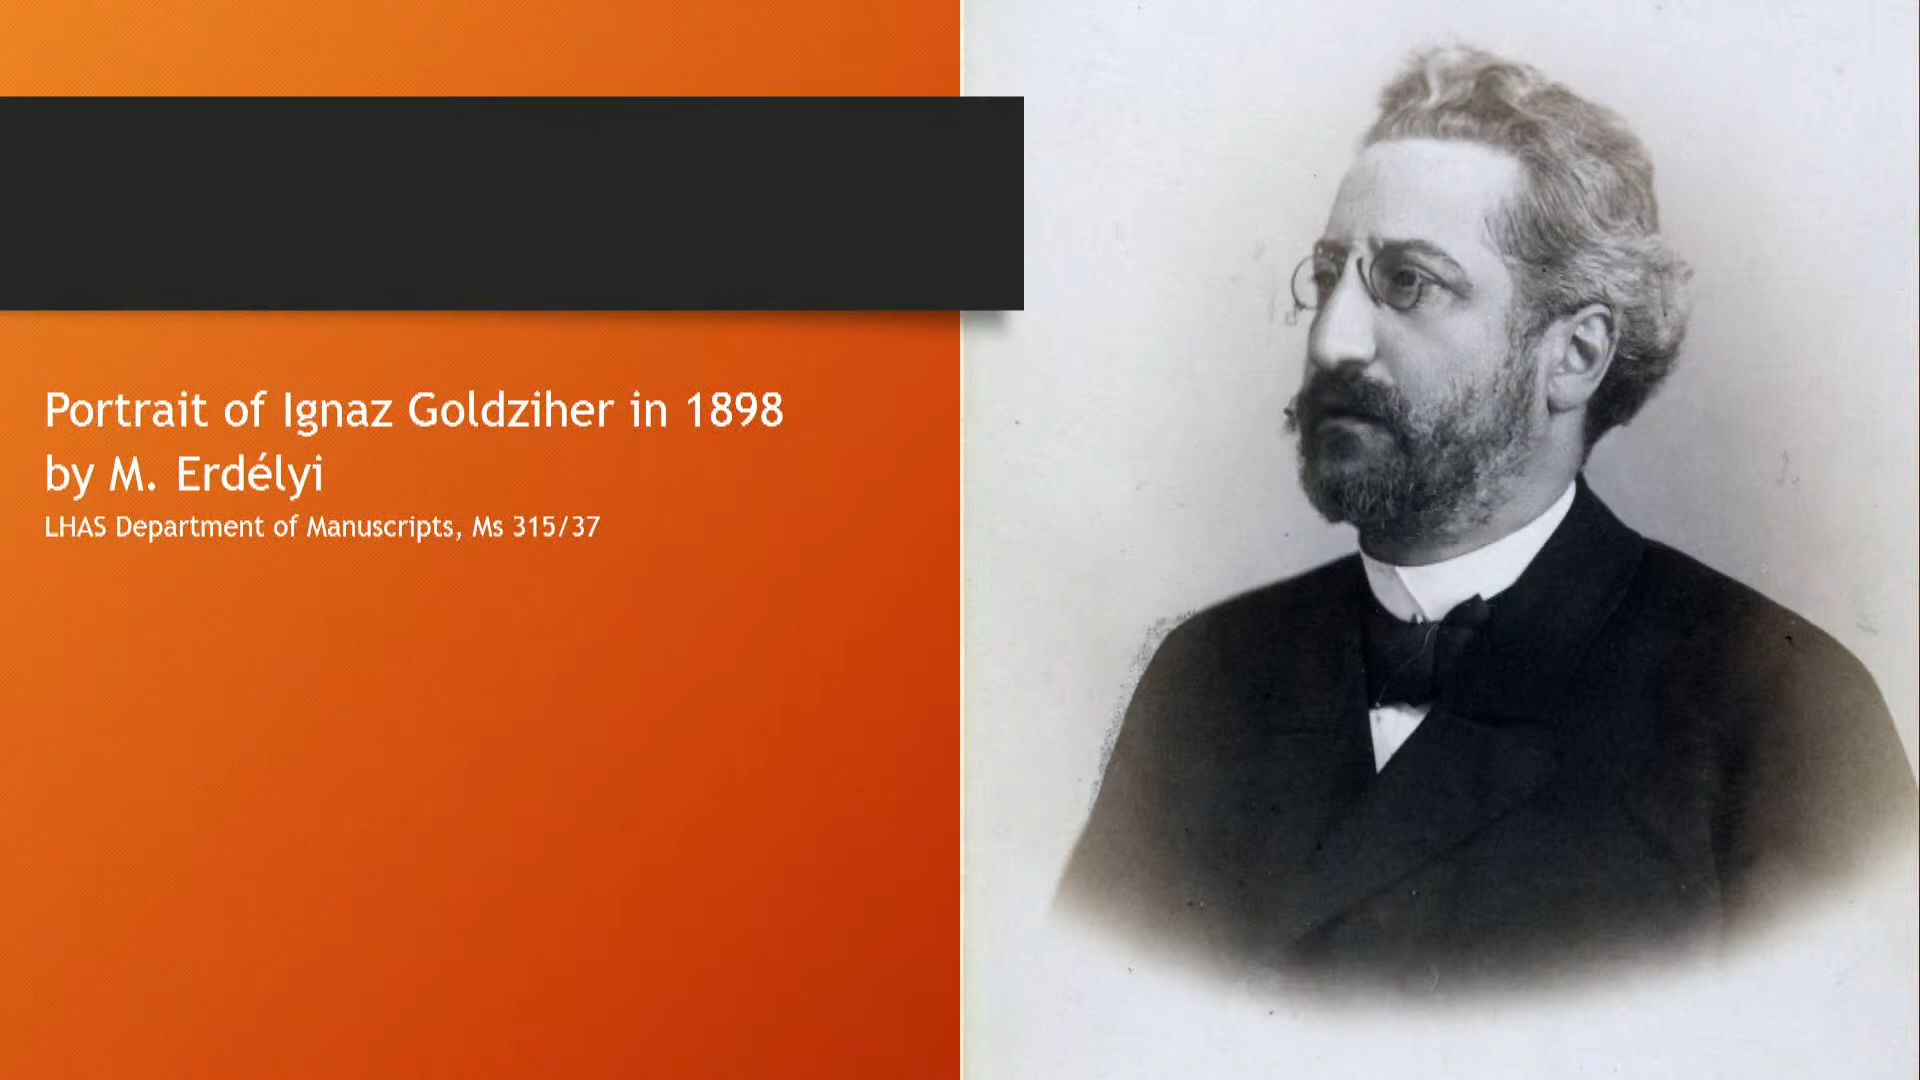 Portrait of Ignaz Goldziher in 1898
by M. Erdélyi
LHAS Department of Manuscripts, Ms 315/37